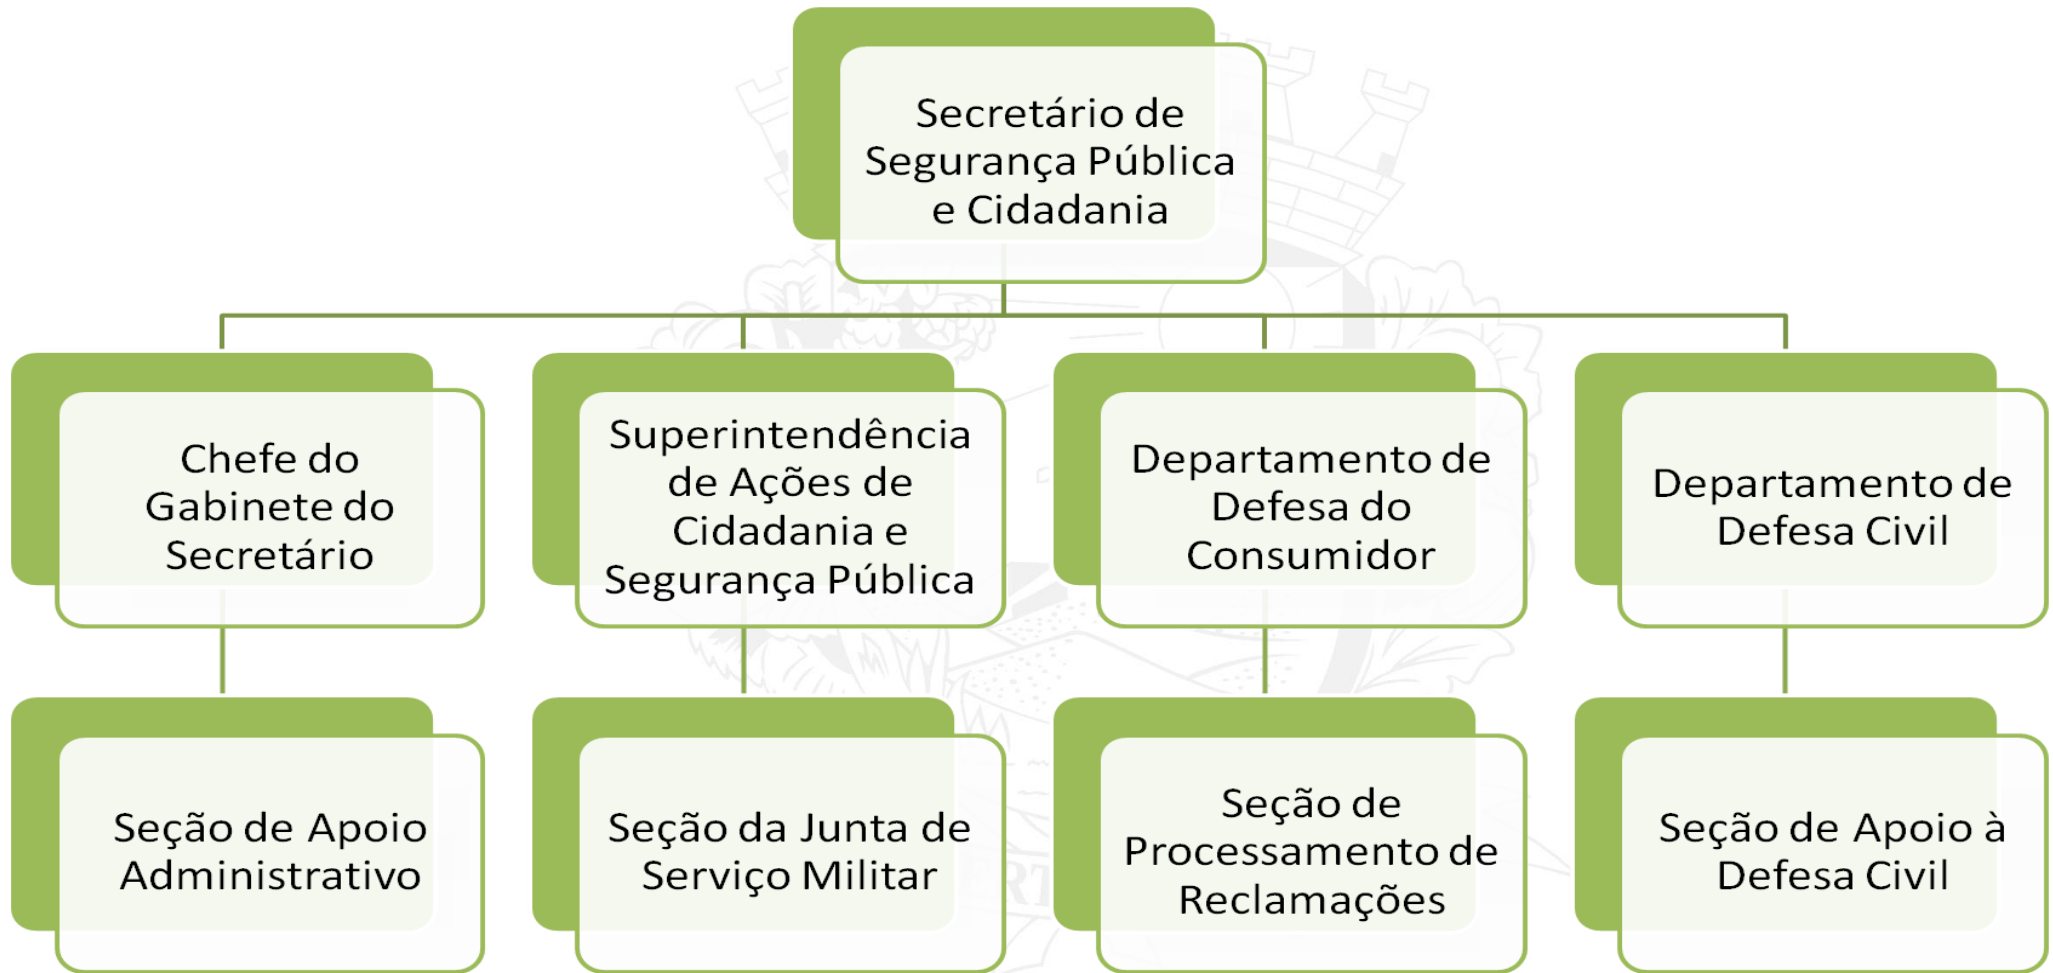 Secretário de
Segurança Pública
e Cidadania
Chefe do
Gabinete do
Secretário
Superintendência
de Ações de
Cidadania e
Segurança Pública
Departamento de
Defesa do
Consumidor
Departamento de
Defesa Civil
Seção de Apoio
Administrativo
Seção da Junta de
Serviço Militar
Seção de
Processamento de
Reclamações
Seção de Apoio à
Defesa Civil